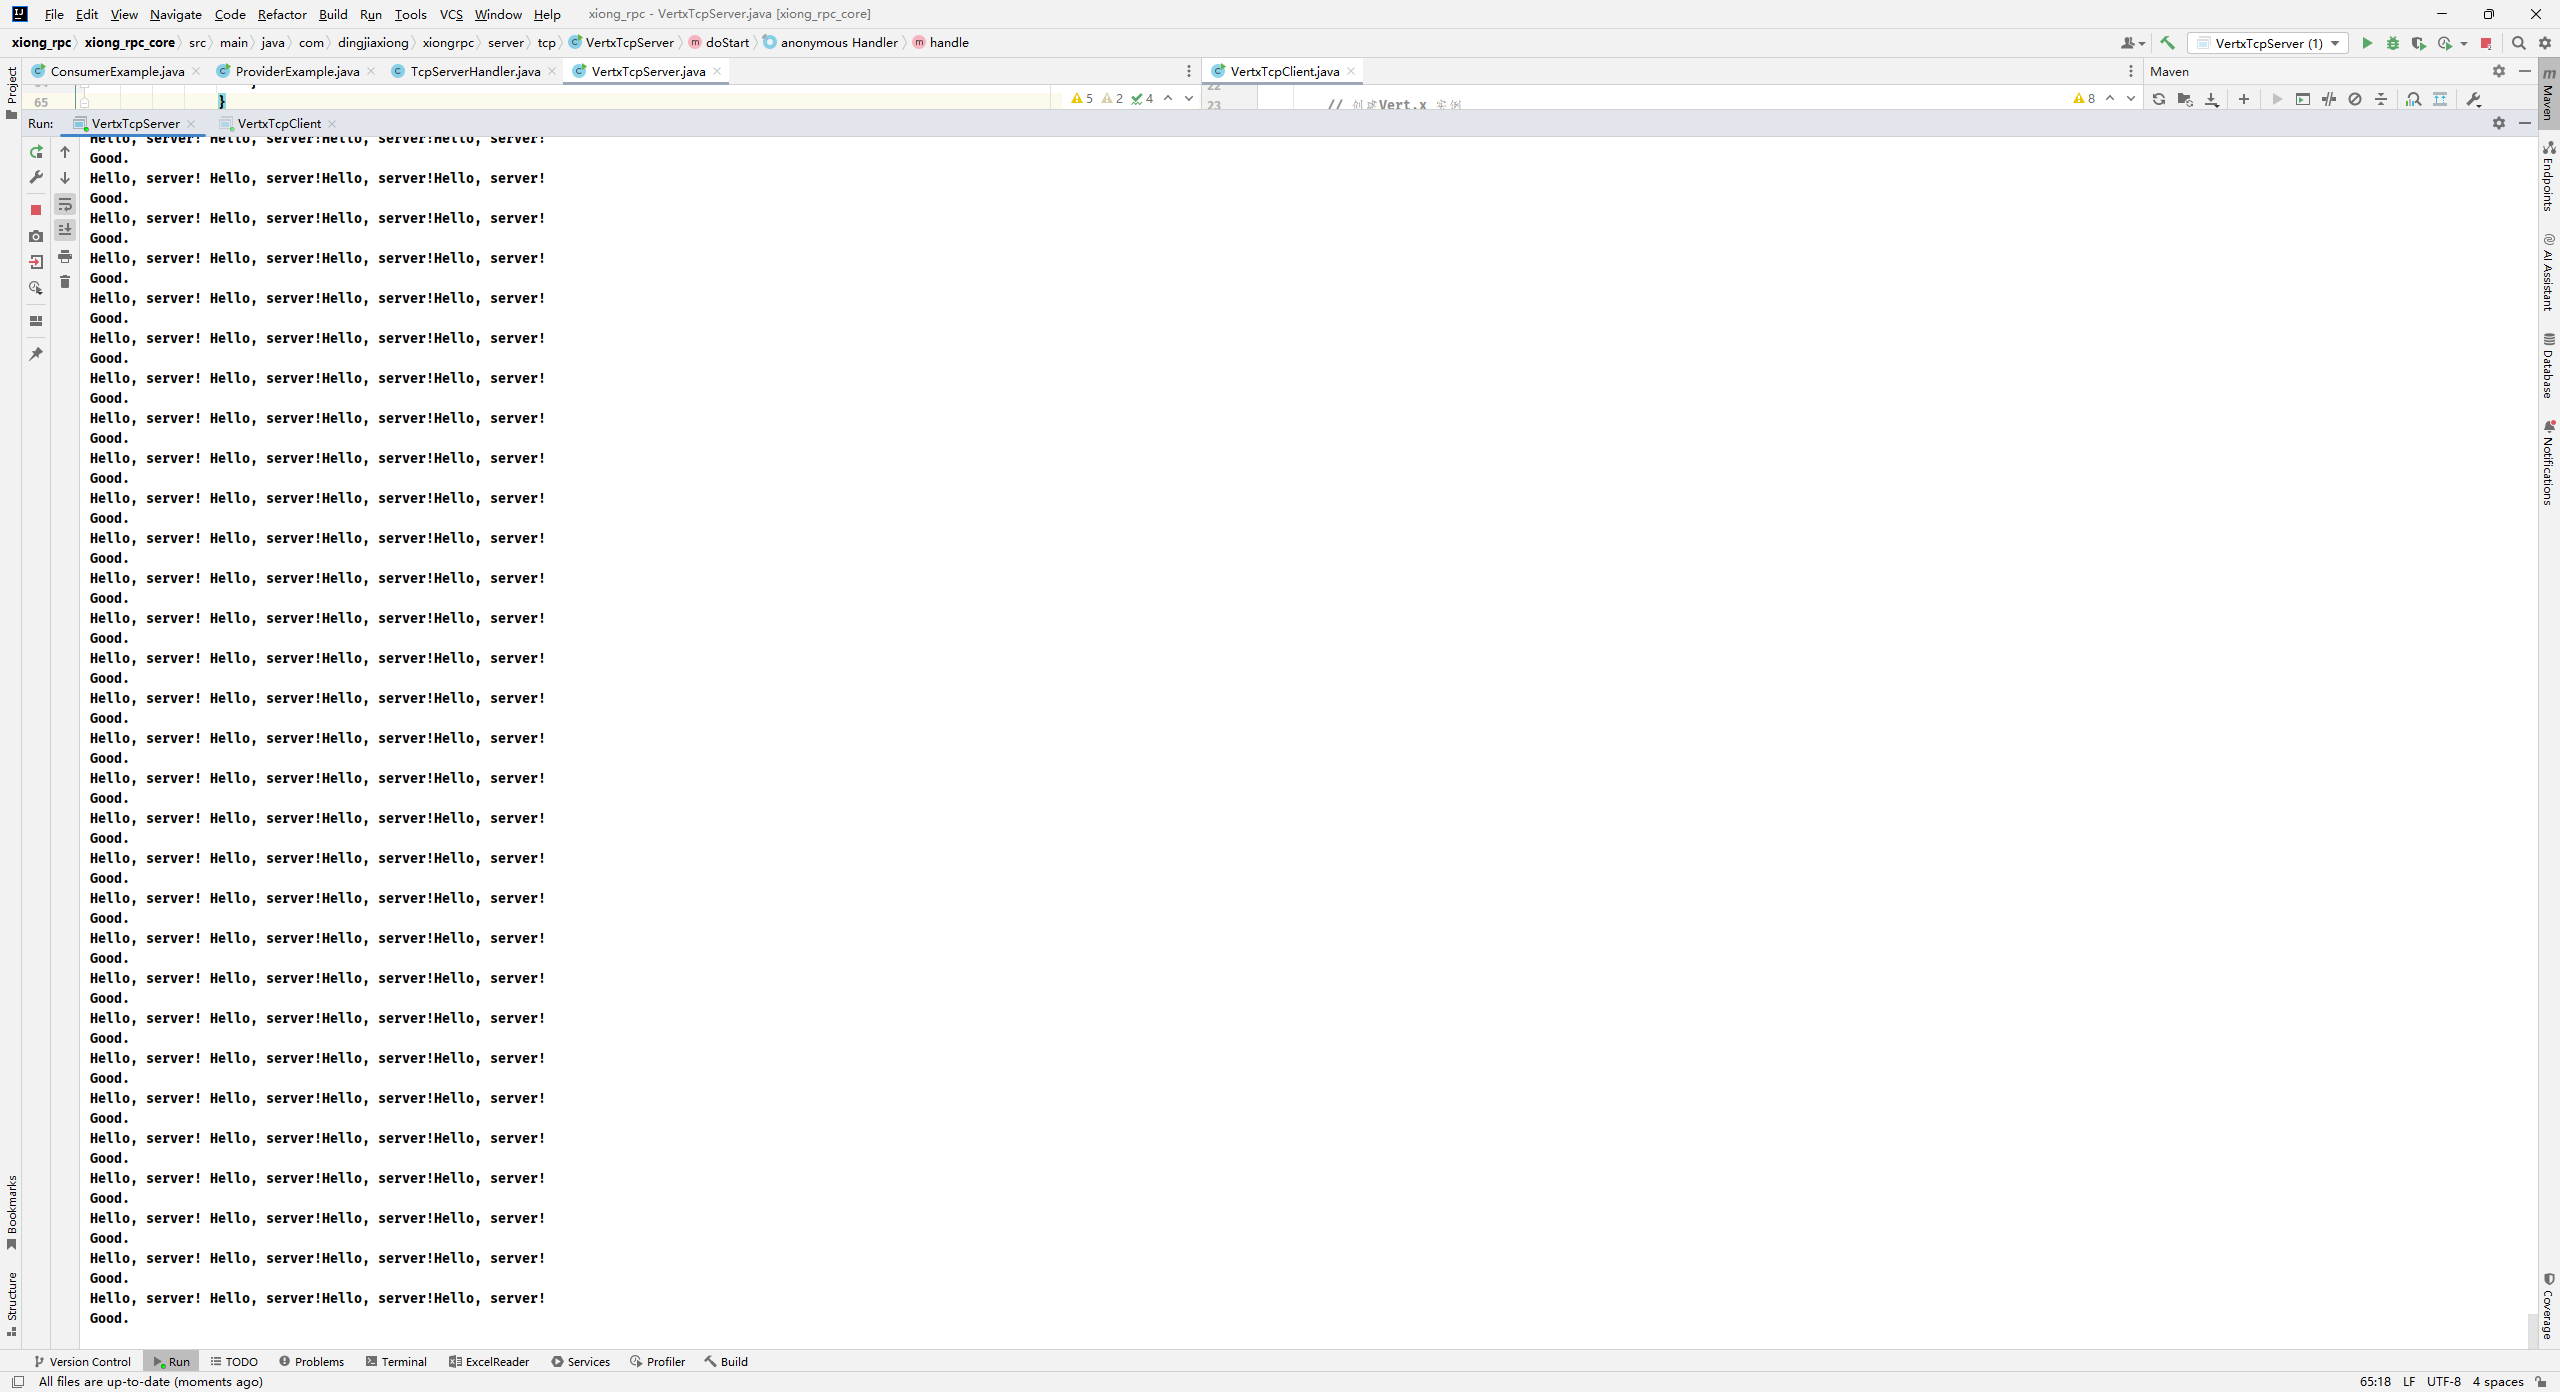 File Edit View Navigate Code Refactor Build Run Tools VCS Window Help xiong_rpc - VertxTcpServer.java [xiong_rpc_core]
xiong_rpc xiong_rpc_core src main java com dingjiaxiong xiongrpc server tcp VertxTcpServer doStart anonymous Handler handle VertxTcpServer (1)
ConsumerExample.java ProviderExample.java TcpServerHandler.java VertxTcpServer.java VertxTcpClient.java Maven
65 } 5 2 4 23 // 创建Vert.x 实例 8
Run: VertxTcpServer VertxTcpClient
Hello, server! Hello, server!Hello, server!Hello, server!
Good.
Hello, server! Hello, server!Hello, server!Hello, server!
Good.
Hello, server! Hello, server!Hello, server!Hello, server!
Good.
Hello, server! Hello, server!Hello, server!Hello, server!
Good.
Hello, server! Hello, server!Hello, server!Hello, server!
Good.
Hello, server! Hello, server!Hello, server!Hello, server!
Good.
Hello, server! Hello, server!Hello, server!Hello, server!
Good.
Hello, server! Hello, server!Hello, server!Hello, server!
Good.
Hello, server! Hello, server!Hello, server!Hello, server!
Good.
Hello, server! Hello, server!Hello, server!Hello, server!
Good.
Hello, server! Hello, server!Hello, server!Hello, server!
Good.
Hello, server! Hello, server!Hello, server!Hello, server!
Good.
Hello, server! Hello, server!Hello, server!Hello, server!
Good.
Hello, server! Hello, server!Hello, server!Hello, server!
Good.
Hello, server! Hello, server!Hello, server!Hello, server!
Good.
Hello, server! Hello, server!Hello, server!Hello, server!
Good.
Hello, server! Hello, server!Hello, server!Hello, server!
Good.
Hello, server! Hello, server!Hello, server!Hello, server!
Good.
Hello, server! Hello, server!Hello, server!Hello, server!
Good.
Hello, server! Hello, server!Hello, server!Hello, server!
Good.
Hello, server! Hello, server!Hello, server!Hello, server!
Good.
Hello, server! Hello, server!Hello, server!Hello, server!
Good.
Hello, server! Hello, server!Hello, server!Hello, server!
Good.
Hello, server! Hello, server!Hello, server!Hello, server!
Good.
Hello, server! Hello, server!Hello, server!Hello, server!
Good.
Hello, server! Hello, server!Hello, server!Hello, server!
Good.
Hello, server! Hello, server!Hello, server!Hello, server!
Good.
Hello, server! Hello, server!Hello, server!Hello, server!
Good.
Hello, server! Hello, server!Hello, server!Hello, server!
Good.
Hello, server! Hello, server!Hello, server!Hello, server!
Good.
Project
Bookmarks
Structure
Maven
Endpoints
AI Assistant
Database
Notifications
Coverage
Version Control Run TODO Problems Terminal ExcelReader Services Profiler Build
All files are up-to-date (moments ago) 65:18 LF UTF-8 4 spaces